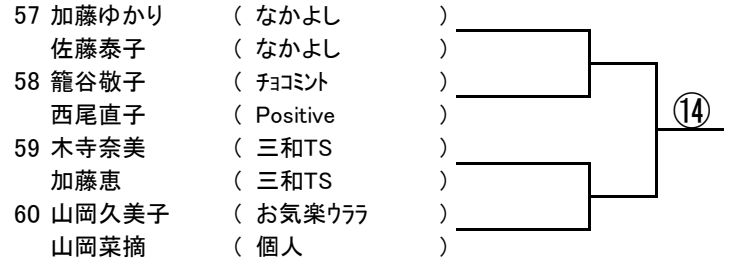 57 加藤ゆかり ( なかよし )
佐藤泰子 ( なかよし )
58 籠谷敬子 ( ﾁｮｺﾐﾝﾄ )
西尾直子 ( Positive )
⑭
59 木寺奈美 ( 三和TS )
加藤恵 ( 三和TS )
60 山岡久美子 ( お気楽ｳﾗﾗ )
山岡菜摘 ( 個人 )